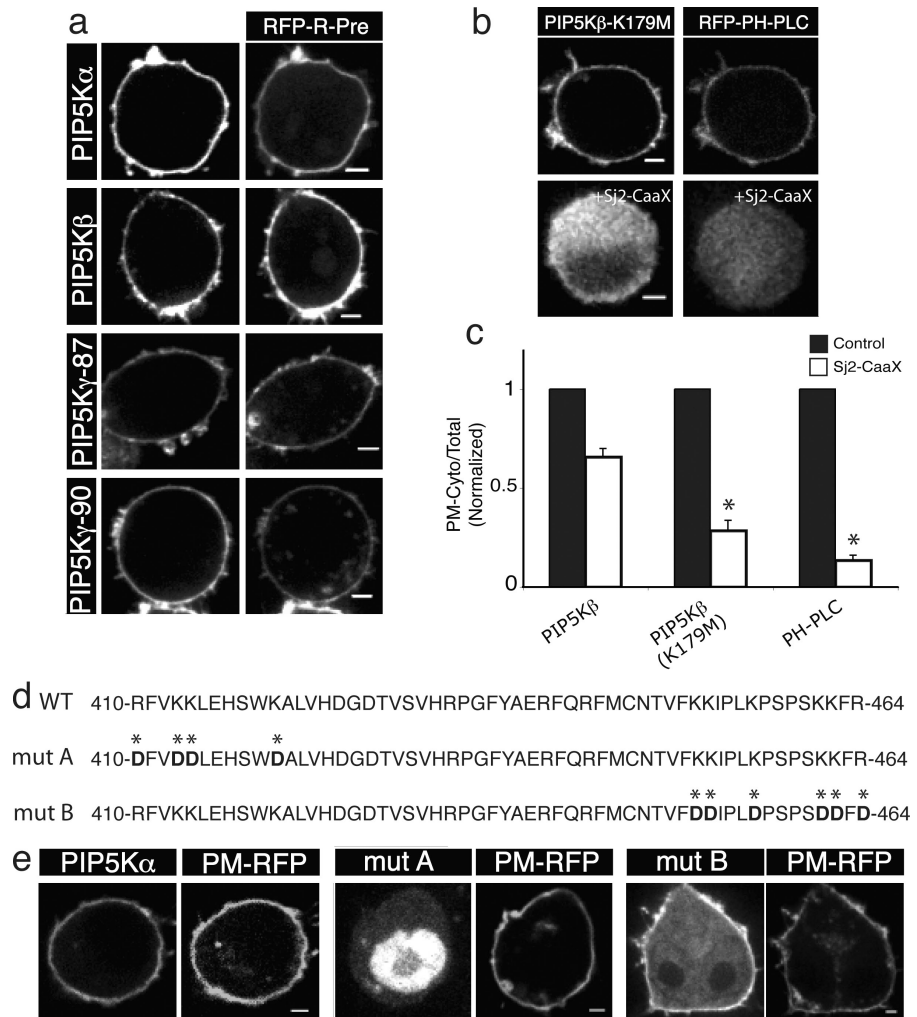 a
RFP-R-Pre
PIP5Kα
PIP5Kβ
PIP5Kγ-87
PIP5Kγ-90
b
PIP5Kβ-K179M RFP-PH-PLC
+Sj2-CaaX +Sj2-CaaX
c
Control
Sj2-CaaX
PM-Cyto/Total
(Normalized)
1
0.5
0
*
*
PIP5Kβ
PIP5Kβ
(K179M)
PH-PLC
d
WT 410-RFVKKLEHSWKALVHDGDTVSVHRPGFYAERFQRFMCNTVFKKIPLKPSPSKKFR-464
* ** *
mut A 410-DFVDDLEHSWDALVHDGDTVSVHRPGFYAERFQRFMCNTVFKKIPLKPSPSKKFR-464
** * ** *
mut B 410-RFVKKLEHSWKALVHDGDTVSVHRPGFYAERFQRFMCNTVFDDIPLDPSPSDDFD-464
e
PIP5Kα PM-RFP mut A PM-RFP mut B PM-RFP